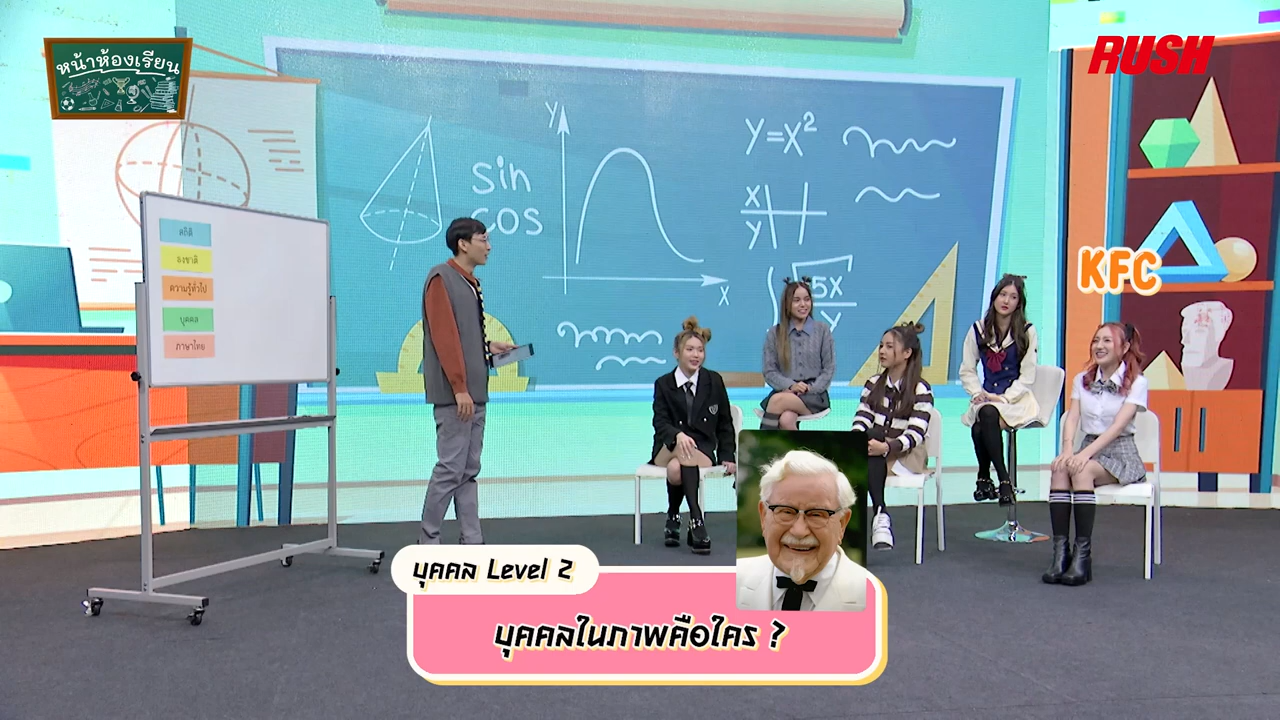 หน้าห้องเรียน
RUSH
sin
cos
y
x
y=x²
x
y
5x
y
สถิติ
ธงชาติ
ความรู้ทั่วไป
บุคคล
ภาษาไทย
KFC
บุคคล Level 2
บุคคลในภาพคือใคร ?